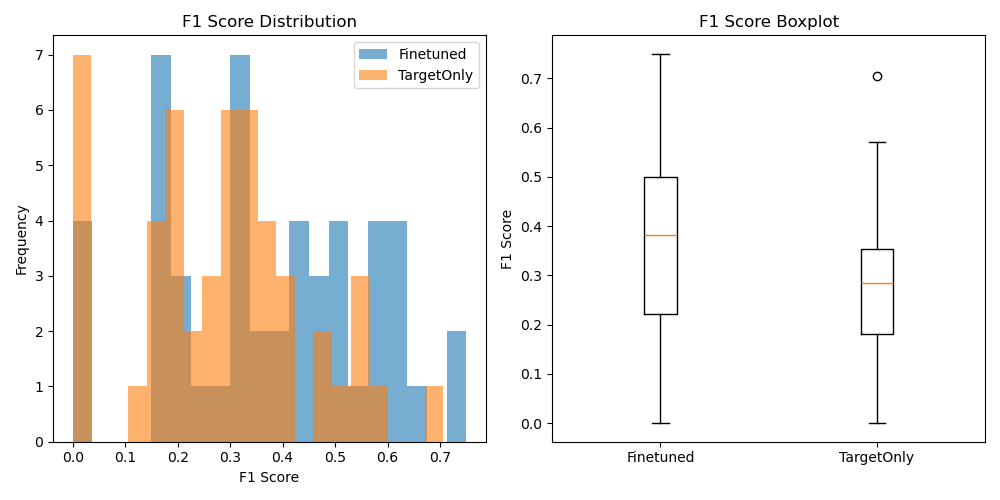 F1 Score Distribution
Finetuned
TargetOnly
Frequency
7
6
5
4
3
2
1
0
0.0 0.1 0.2 0.3 0.4 0.5 0.6 0.7
F1 Score
F1 Score Boxplot
F1 Score
0.7
0.6
0.5
0.4
0.3
0.2
0.1
0.0
Finetuned TargetOnly